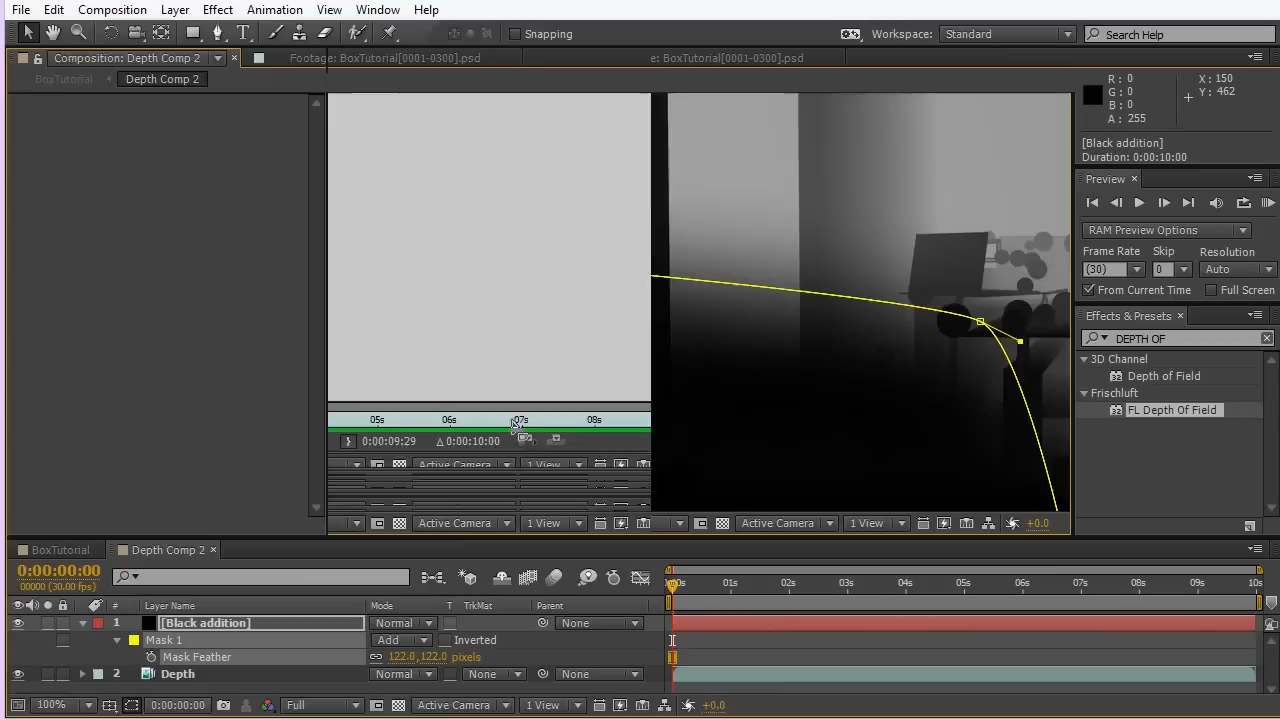 File Edit Composition Layer Effect Animation View Window Help
Snapping Workspace: Standard Search Help
Composition: Depth Comp 2 Footage: BoxTutorial[0001-0300].psd e: BoxTutorial[0001-0300].psd
BoxTutorial Depth Comp 2
R: 0 X: 150
G: 0 Y: 462
B: 0
A: 255
[Black addition]
Duration: 0:00:10:00
Preview
RAM Preview Options
Frame Rate Skip Resolution
(30) 0 Auto
From Current Time Full Screen
Effects & Presets
DEPTH OF
3D Channel
Depth of Field
Frischluft
FL Depth Of Field
05s 06s 07s 08s
0:00:09:29 Δ 0:00:10:00
Active Camera 1 View
Active Camera 1 View Active Camera 1 View +0.0
BoxTutorial Depth Comp 2
0:00:00:00
00000 (30.00 fps)
00s 01s 02s 03s 04s 05s 06s 07s 08s 09s 10s
# Layer Name Mode T TrkMat Parent
1 [Black addition] Normal None
Mask 1 Add Inverted
Mask Feather 122.0,122.0 pixels
2 Depth Normal None None
100% 0:00:00:00 Full Active Camera 1 View +0.0